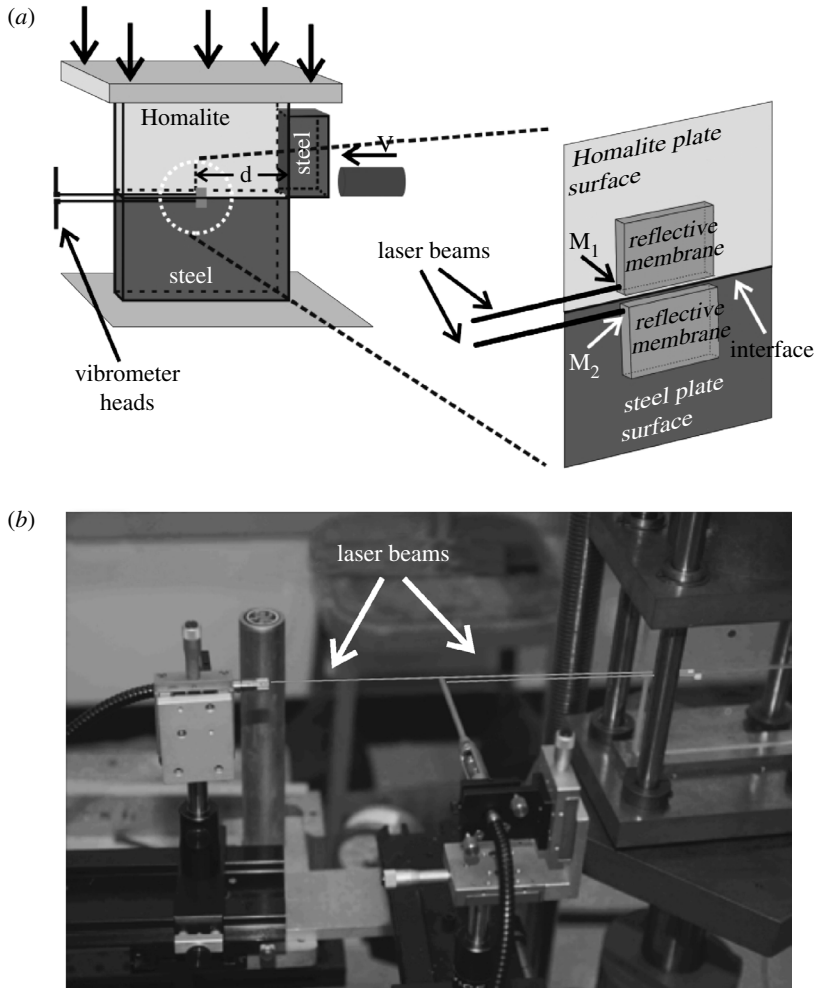 (a)
Homalite
steel
V
d
steel
vibrometer
heads
Homalite plate
surface
reflective
membrane
M1
laser beams
reflective
membrane
M2
interface
steel plate
surface
(b)
laser beams